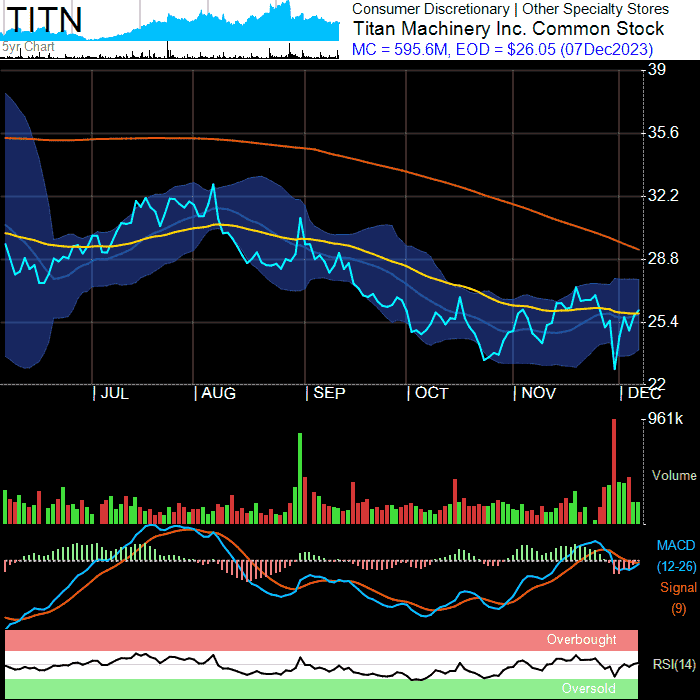 TITN
5yr Chart
Consumer Discretionary | Other Specialty Stores
Titan Machinery Inc. Common Stock
MC = 595.6M, EOD = $26.05 (07Dec2023)
39
35.6
32.2
28.8
25.4
22
| JUL | AUG | SEP | OCT | NOV | DEC
961k
Volume
MACD
(12-26)
Signal
(9)
Overbought
RSI(14)
Oversold